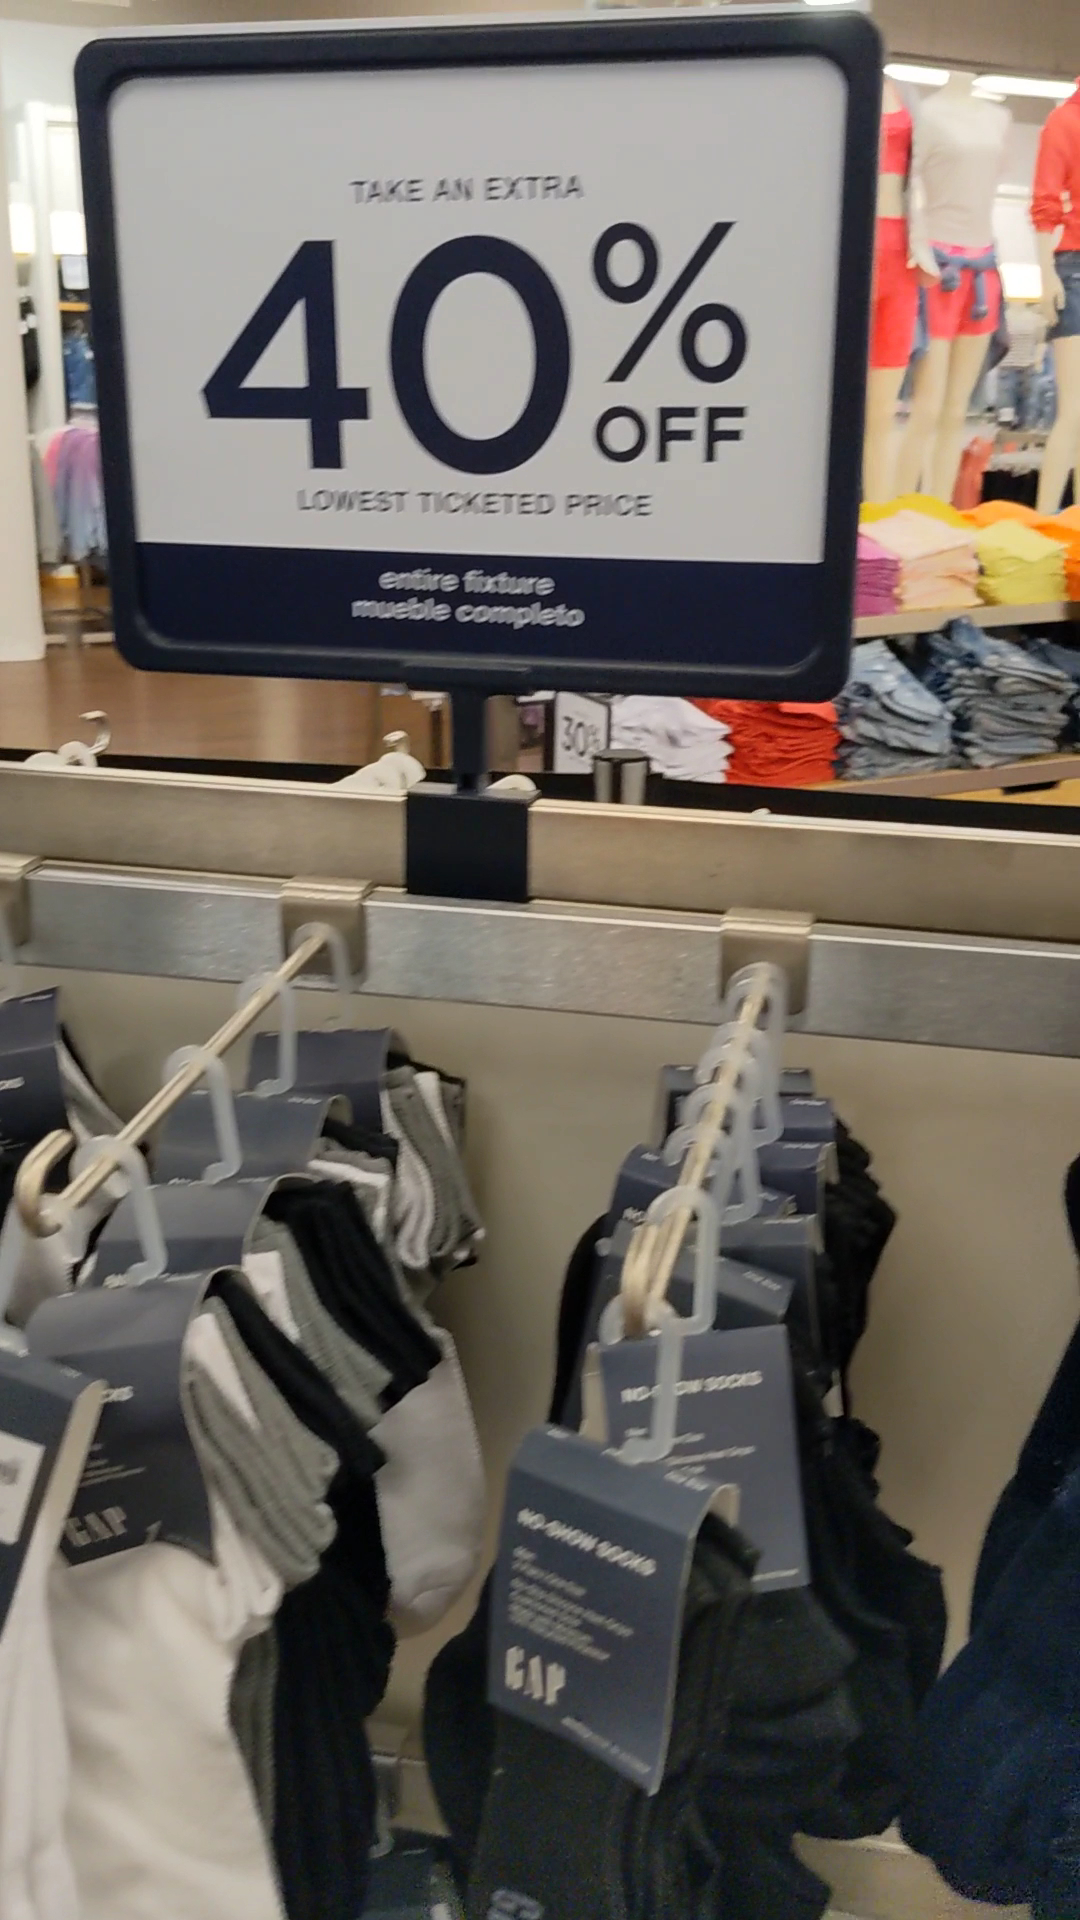 TAKE AN EXTRA
40%
OFF
LOWEST TICKETED PRICE
entire fixture
mueble completo
30%
NO-SHOW SOCKS
NO-SHOW SOCKS
GAP
GAP